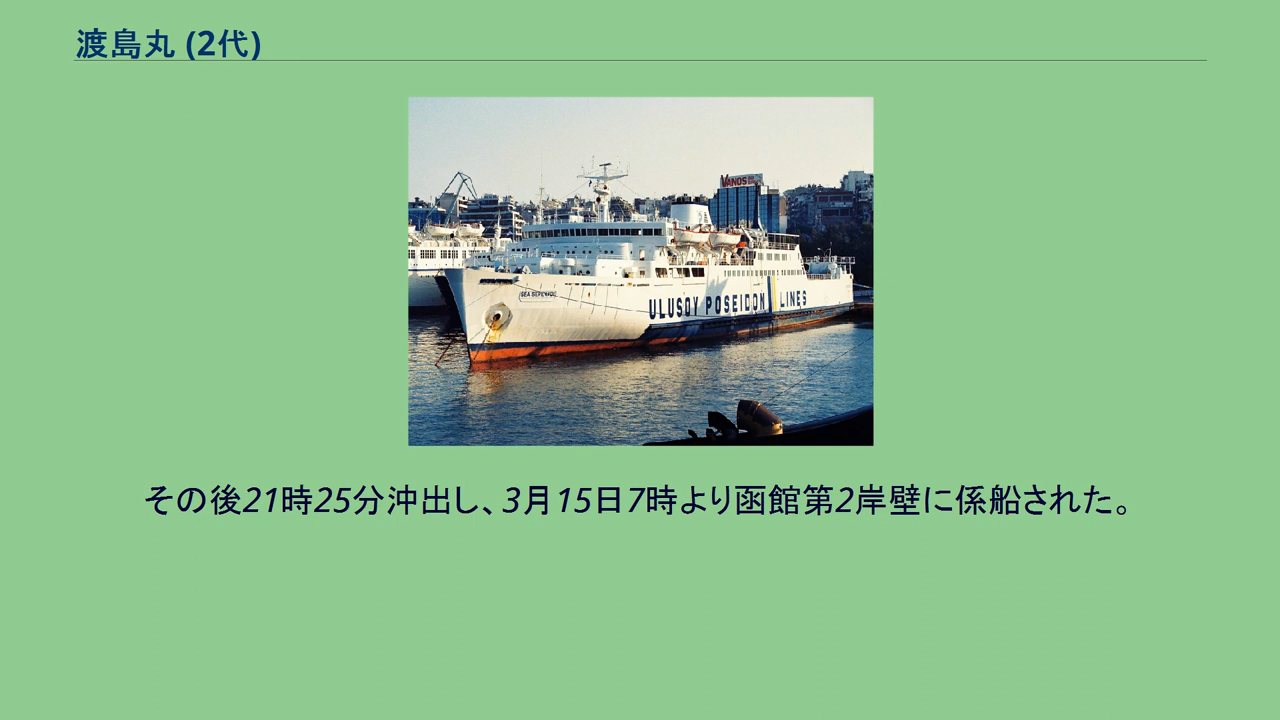 渡島丸 (2代)
VANOS
ULUSOY POSEIDON LINES
その後21時25分沖出し、3月15日7時より函館第2岸壁に係船された。